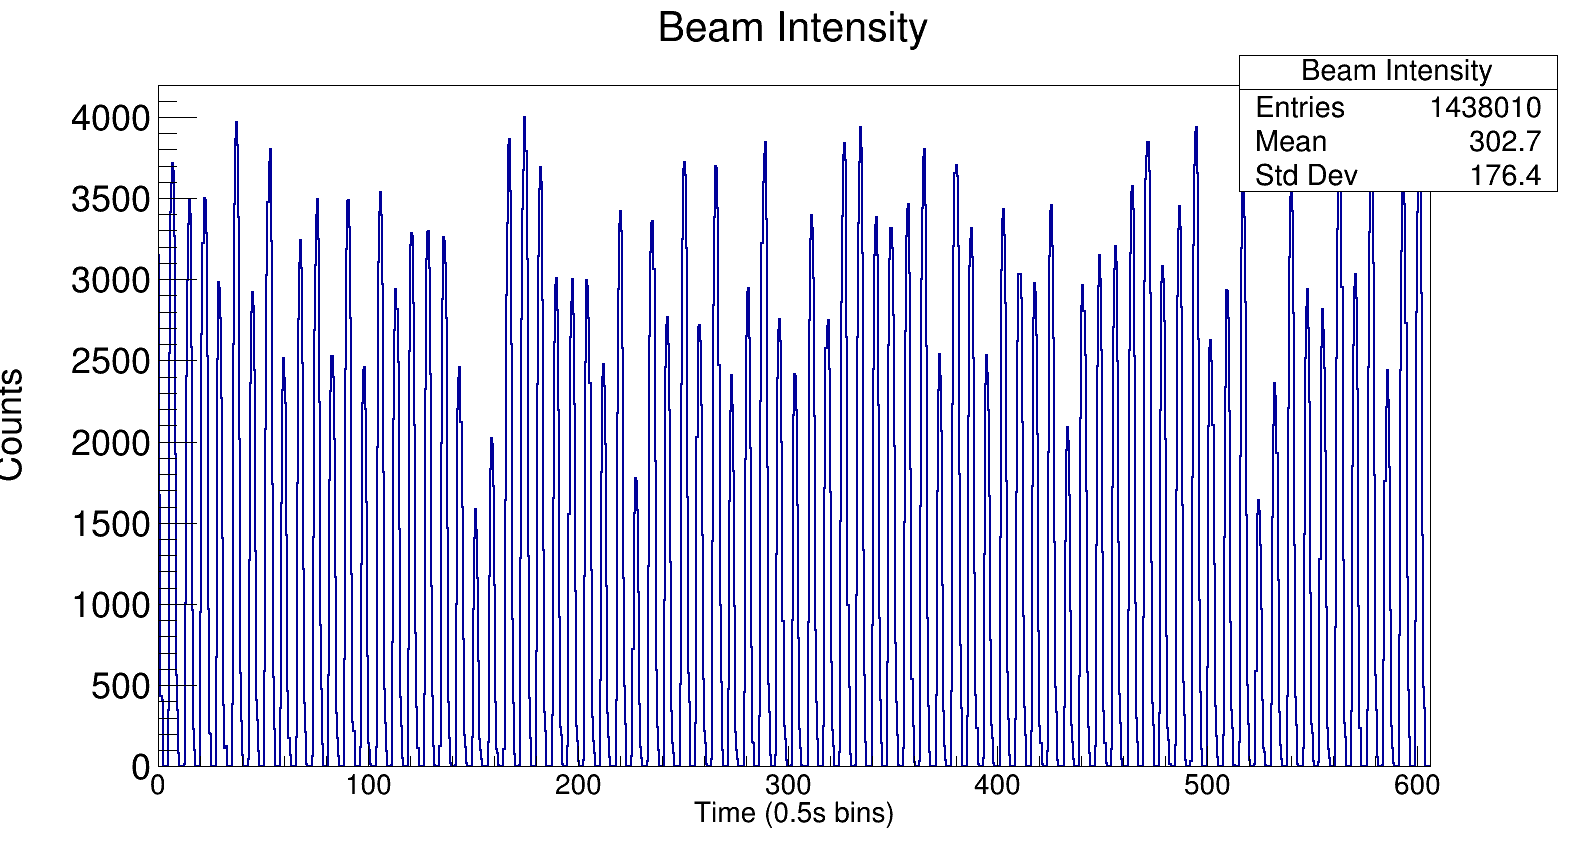 Beam Intensity
Beam Intensity
Entries 1438010
Mean 302.7
Std Dev 176.4
4000
3500
3000
2500
2000
1500
1000
500
0
Counts
0 100 200 300 400 500 600
Time (0.5s bins)